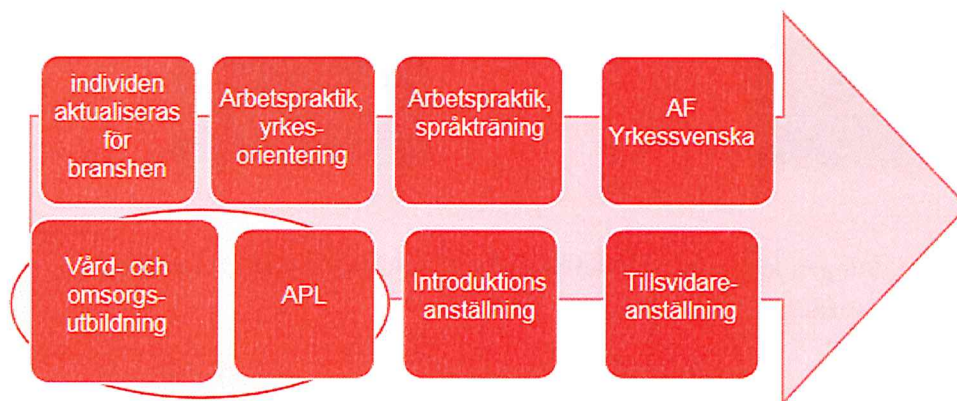 individen
aktualiseras
för
branshen
Arbetspraktik,
yrkes-
orientering
Arbetspraktik,
språkträning
AF
Yrkessvenska
Vård- och
omsorgs-
utbildning
APL
Introduktions
anställning
Tillsvidare-
anställning